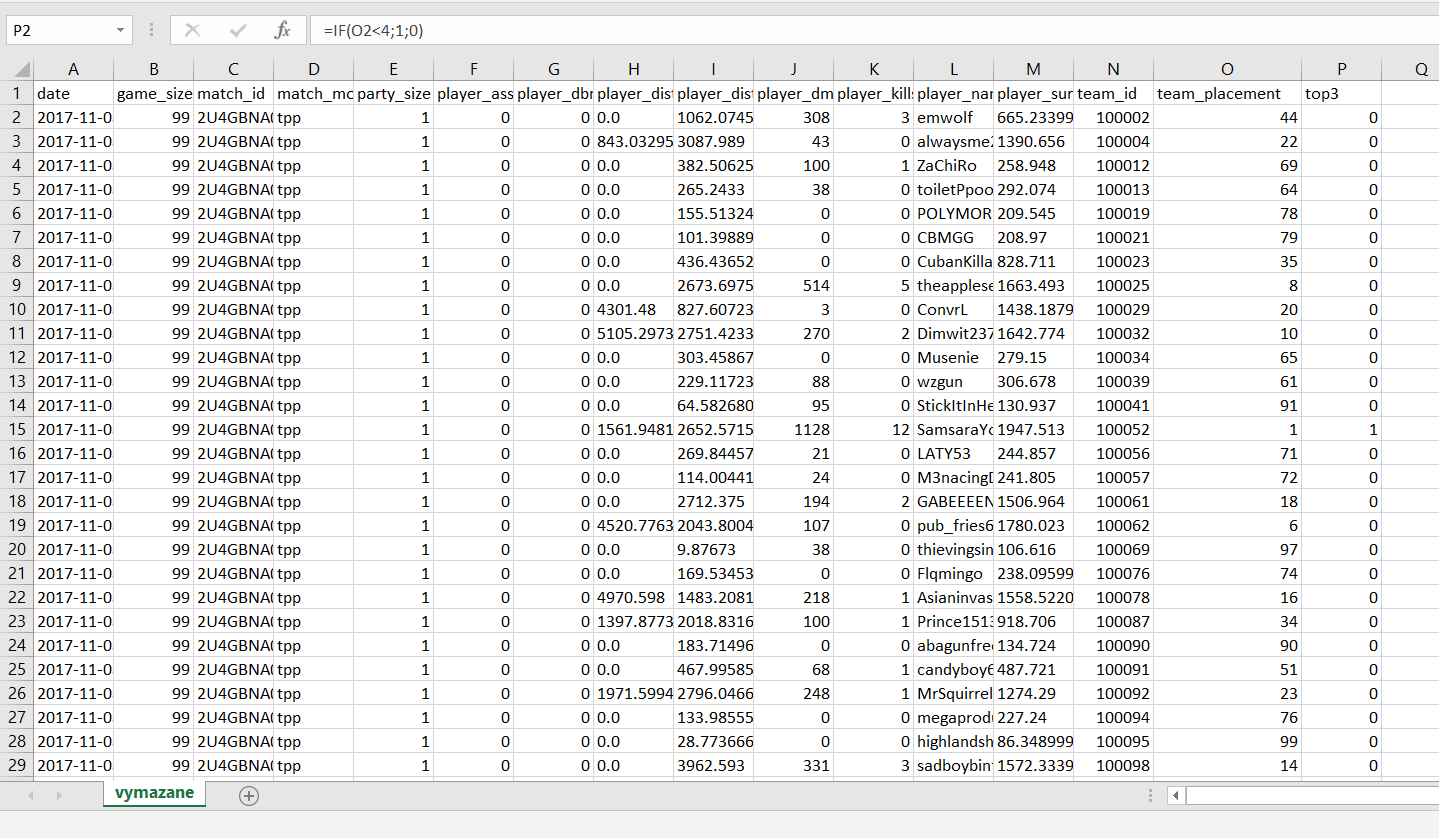 P2 fx =IF(O2<4;1;0)
A B C D E F G H I J K L M N O P Q
1 date game_size match_id match_mo party_size player_ass player_dbn player_dist player_dist player_dm player_kills player_nar player_sur team_id team_placement top3
2 2017-11-0 99 2U4GBNA tpp 1 0 0 0.0 1062.0745 308 3 emwolf 665.23399 100002 44 0
3 2017-11-0 99 2U4GBNA tpp 1 0 0 843.03295 3087.989 43 0 alwaysme 1390.656 100004 22 0
4 2017-11-0 99 2U4GBNA tpp 1 0 0 0.0 382.50625 100 1 ZaChiRo 258.948 100012 69 0
5 2017-11-0 99 2U4GBNA tpp 1 0 0 0.0 265.2433 38 0 toiletPpoo 292.074 100013 64 0
6 2017-11-0 99 2U4GBNA tpp 1 0 0 0.0 155.51324 0 0 POLYMOR 209.545 100019 78 0
7 2017-11-0 99 2U4GBNA tpp 1 0 0 0.0 101.39889 0 0 CBMGG 208.97 100021 79 0
8 2017-11-0 99 2U4GBNA tpp 1 0 0 0.0 436.43652 0 0 CubanKilla 828.711 100023 35 0
9 2017-11-0 99 2U4GBNA tpp 1 0 0 0.0 2673.6975 514 5 theapplese 1663.493 100025 8 0
10 2017-11-0 99 2U4GBNA tpp 1 0 0 4301.48 827.60723 3 0 ConvrL 1438.1879 100029 20 0
11 2017-11-0 99 2U4GBNA tpp 1 0 0 5105.2973 2751.4233 270 2 Dimwit237 1642.774 100032 10 0
12 2017-11-0 99 2U4GBNA tpp 1 0 0 0.0 303.45867 0 0 Musenie 279.15 100034 65 0
13 2017-11-0 99 2U4GBNA tpp 1 0 0 0.0 229.11723 88 0 wzgun 306.678 100039 61 0
14 2017-11-0 99 2U4GBNA tpp 1 0 0 0.0 64.582680 95 0 StickItInHe 130.937 100041 91 0
15 2017-11-0 99 2U4GBNA tpp 1 0 0 1561.9481 2652.5715 1128 12 SamsaraYo 1947.513 100052 1 1
16 2017-11-0 99 2U4GBNA tpp 1 0 0 0.0 269.84457 21 0 LATY53 244.857 100056 71 0
17 2017-11-0 99 2U4GBNA tpp 1 0 0 0.0 114.00441 24 0 M3nacing 241.805 100057 72 0
18 2017-11-0 99 2U4GBNA tpp 1 0 0 0.0 2712.375 194 2 GABEEEEN 1506.964 100061 18 0
19 2017-11-0 99 2U4GBNA tpp 1 0 0 4520.7763 2043.8004 107 0 pub_fries6 1780.023 100062 6 0
20 2017-11-0 99 2U4GBNA tpp 1 0 0 0.0 9.87673 38 0 thievingsin 106.616 100069 97 0
21 2017-11-0 99 2U4GBNA tpp 1 0 0 0.0 169.53453 0 0 Flqmingo 238.09599 100076 74 0
22 2017-11-0 99 2U4GBNA tpp 1 0 0 4970.598 1483.2081 218 1 Asianinvas 1558.5220 100078 16 0
23 2017-11-0 99 2U4GBNA tpp 1 0 0 1397.8773 2018.8316 100 1 Prince1513 918.706 100087 34 0
24 2017-11-0 99 2U4GBNA tpp 1 0 0 0.0 183.71496 0 0 abagunfre 134.724 100090 90 0
25 2017-11-0 99 2U4GBNA tpp 1 0 0 0.0 467.99585 68 1 candyboy6 487.721 100091 51 0
26 2017-11-0 99 2U4GBNA tpp 1 0 0 1971.5994 2796.0466 248 1 MrSquirrel 1274.29 100092 23 0
27 2017-11-0 99 2U4GBNA tpp 1 0 0 0.0 133.98555 0 0 megaprod 227.24 100094 76 0
28 2017-11-0 99 2U4GBNA tpp 1 0 0 0.0 28.773666 0 0 highlandsh 86.348999 100095 99 0
29 2017-11-0 99 2U4GBNA tpp 1 0 0 0.0 3962.593 331 3 sadboybin 1572.3339 100098 14 0
vymazane